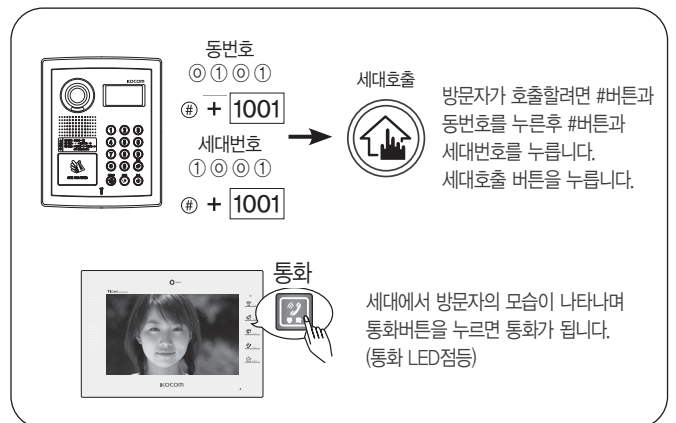 동번호
⓪①⓪①
# + 1001
세대번호
①⓪⓪①
# + 1001
KOCOM
세대호출
방문자가 호출할려면 #버튼과
동번호를 누른후 #버튼과
세대번호를 누릅니다.
세대호출 버튼을 누릅니다.
통화
KOCOM
세대에서 방문자의 모습이 나타나며
통화버튼을 누르면 통화가 됩니다.
(통화 LED점등)